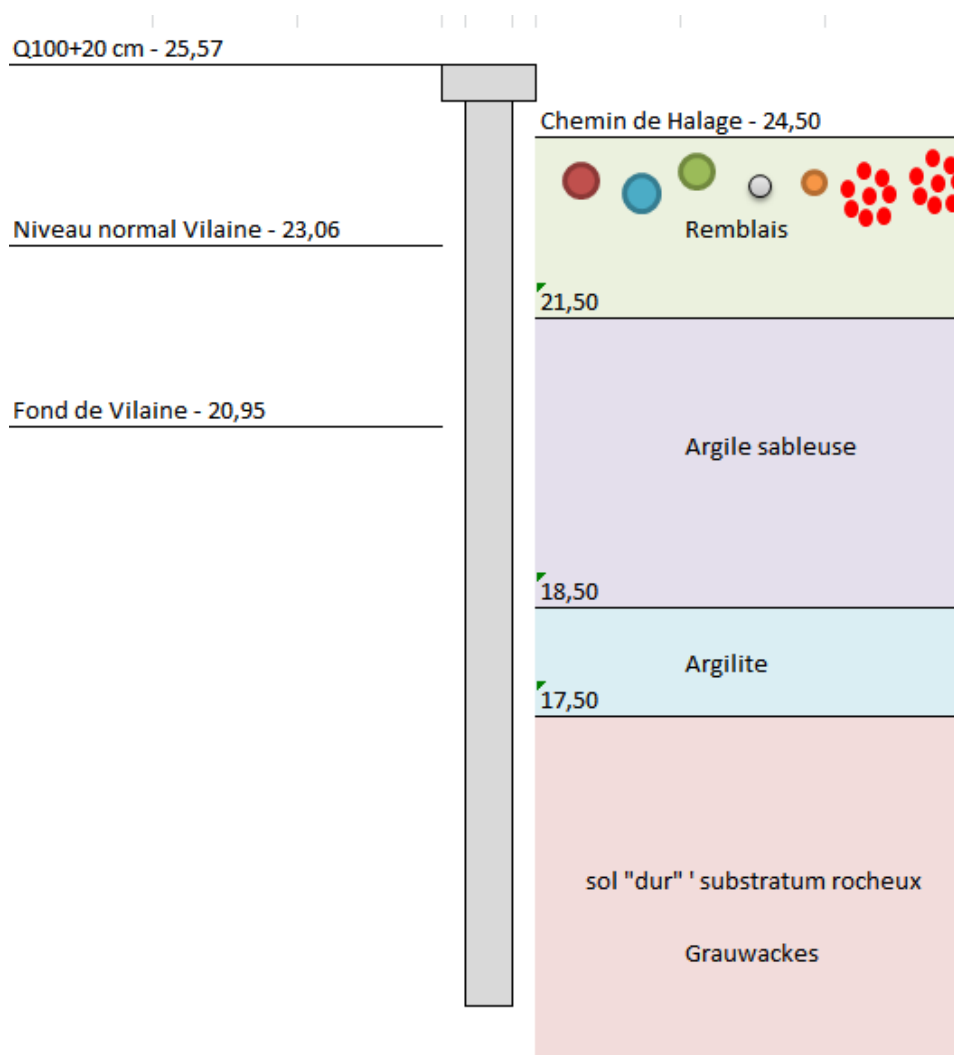 Q100+20 cm - 25,57
Chemin de Halage - 24,50
Niveau normal Vilaine - 23,06
Remblais
21,50
Fond de Vilaine - 20,95
Argile sableuse
18,50
Argilite
17,50
sol "dur" ' substratum rocheux
Grauwackes